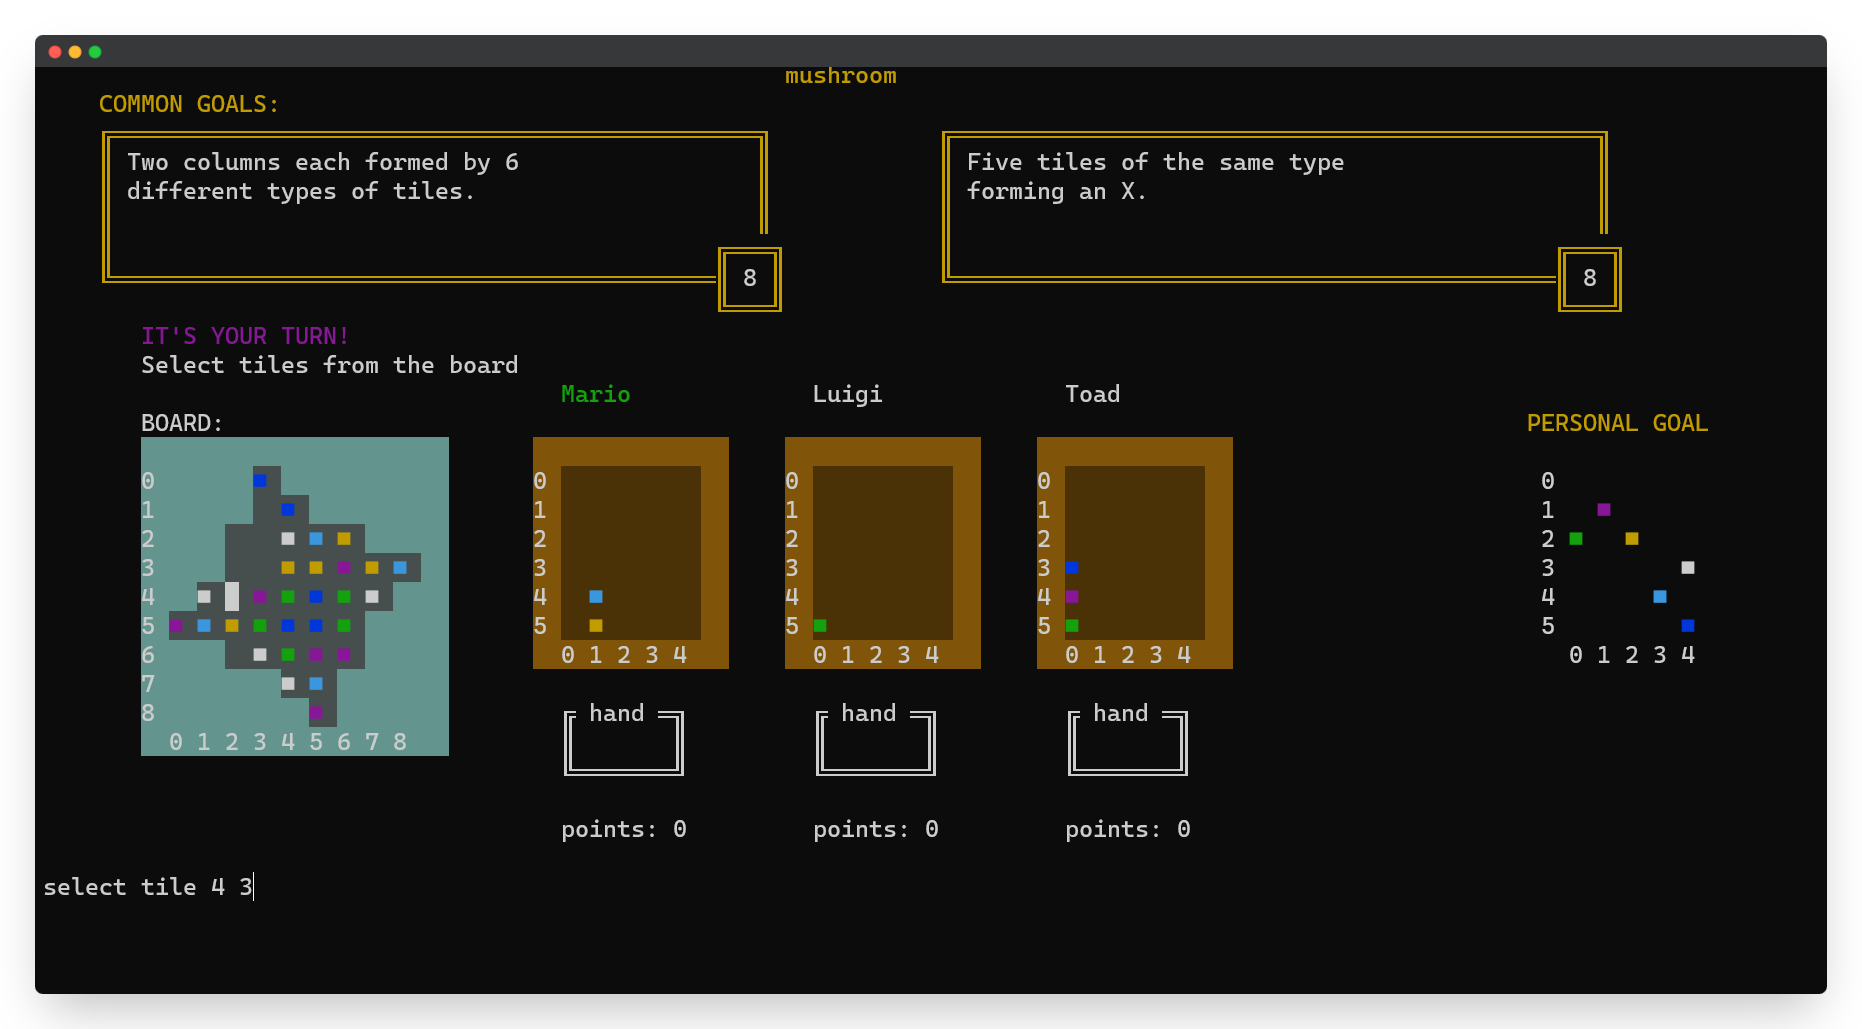 mushroom
COMMON GOALS:
Two columns each formed by 6
different types of tiles.
8
Five tiles of the same type
forming an X.
8
IT'S YOUR TURN!
Select tiles from the board
Mario Luigi Toad
BOARD: PERSONAL GOAL
0 0 0 0 0
1 1 1 1 1
2 2 2 2 2
3 3 3 3 3
4 4 4 4 4
5 5 5 5 5
6 0 1 2 3 4 0 1 2 3 4 0 1 2 3 4 0 1 2 3 4
7
8 hand hand hand
0 1 2 3 4 5 6 7 8
points: 0 points: 0 points: 0
select tile 4 3